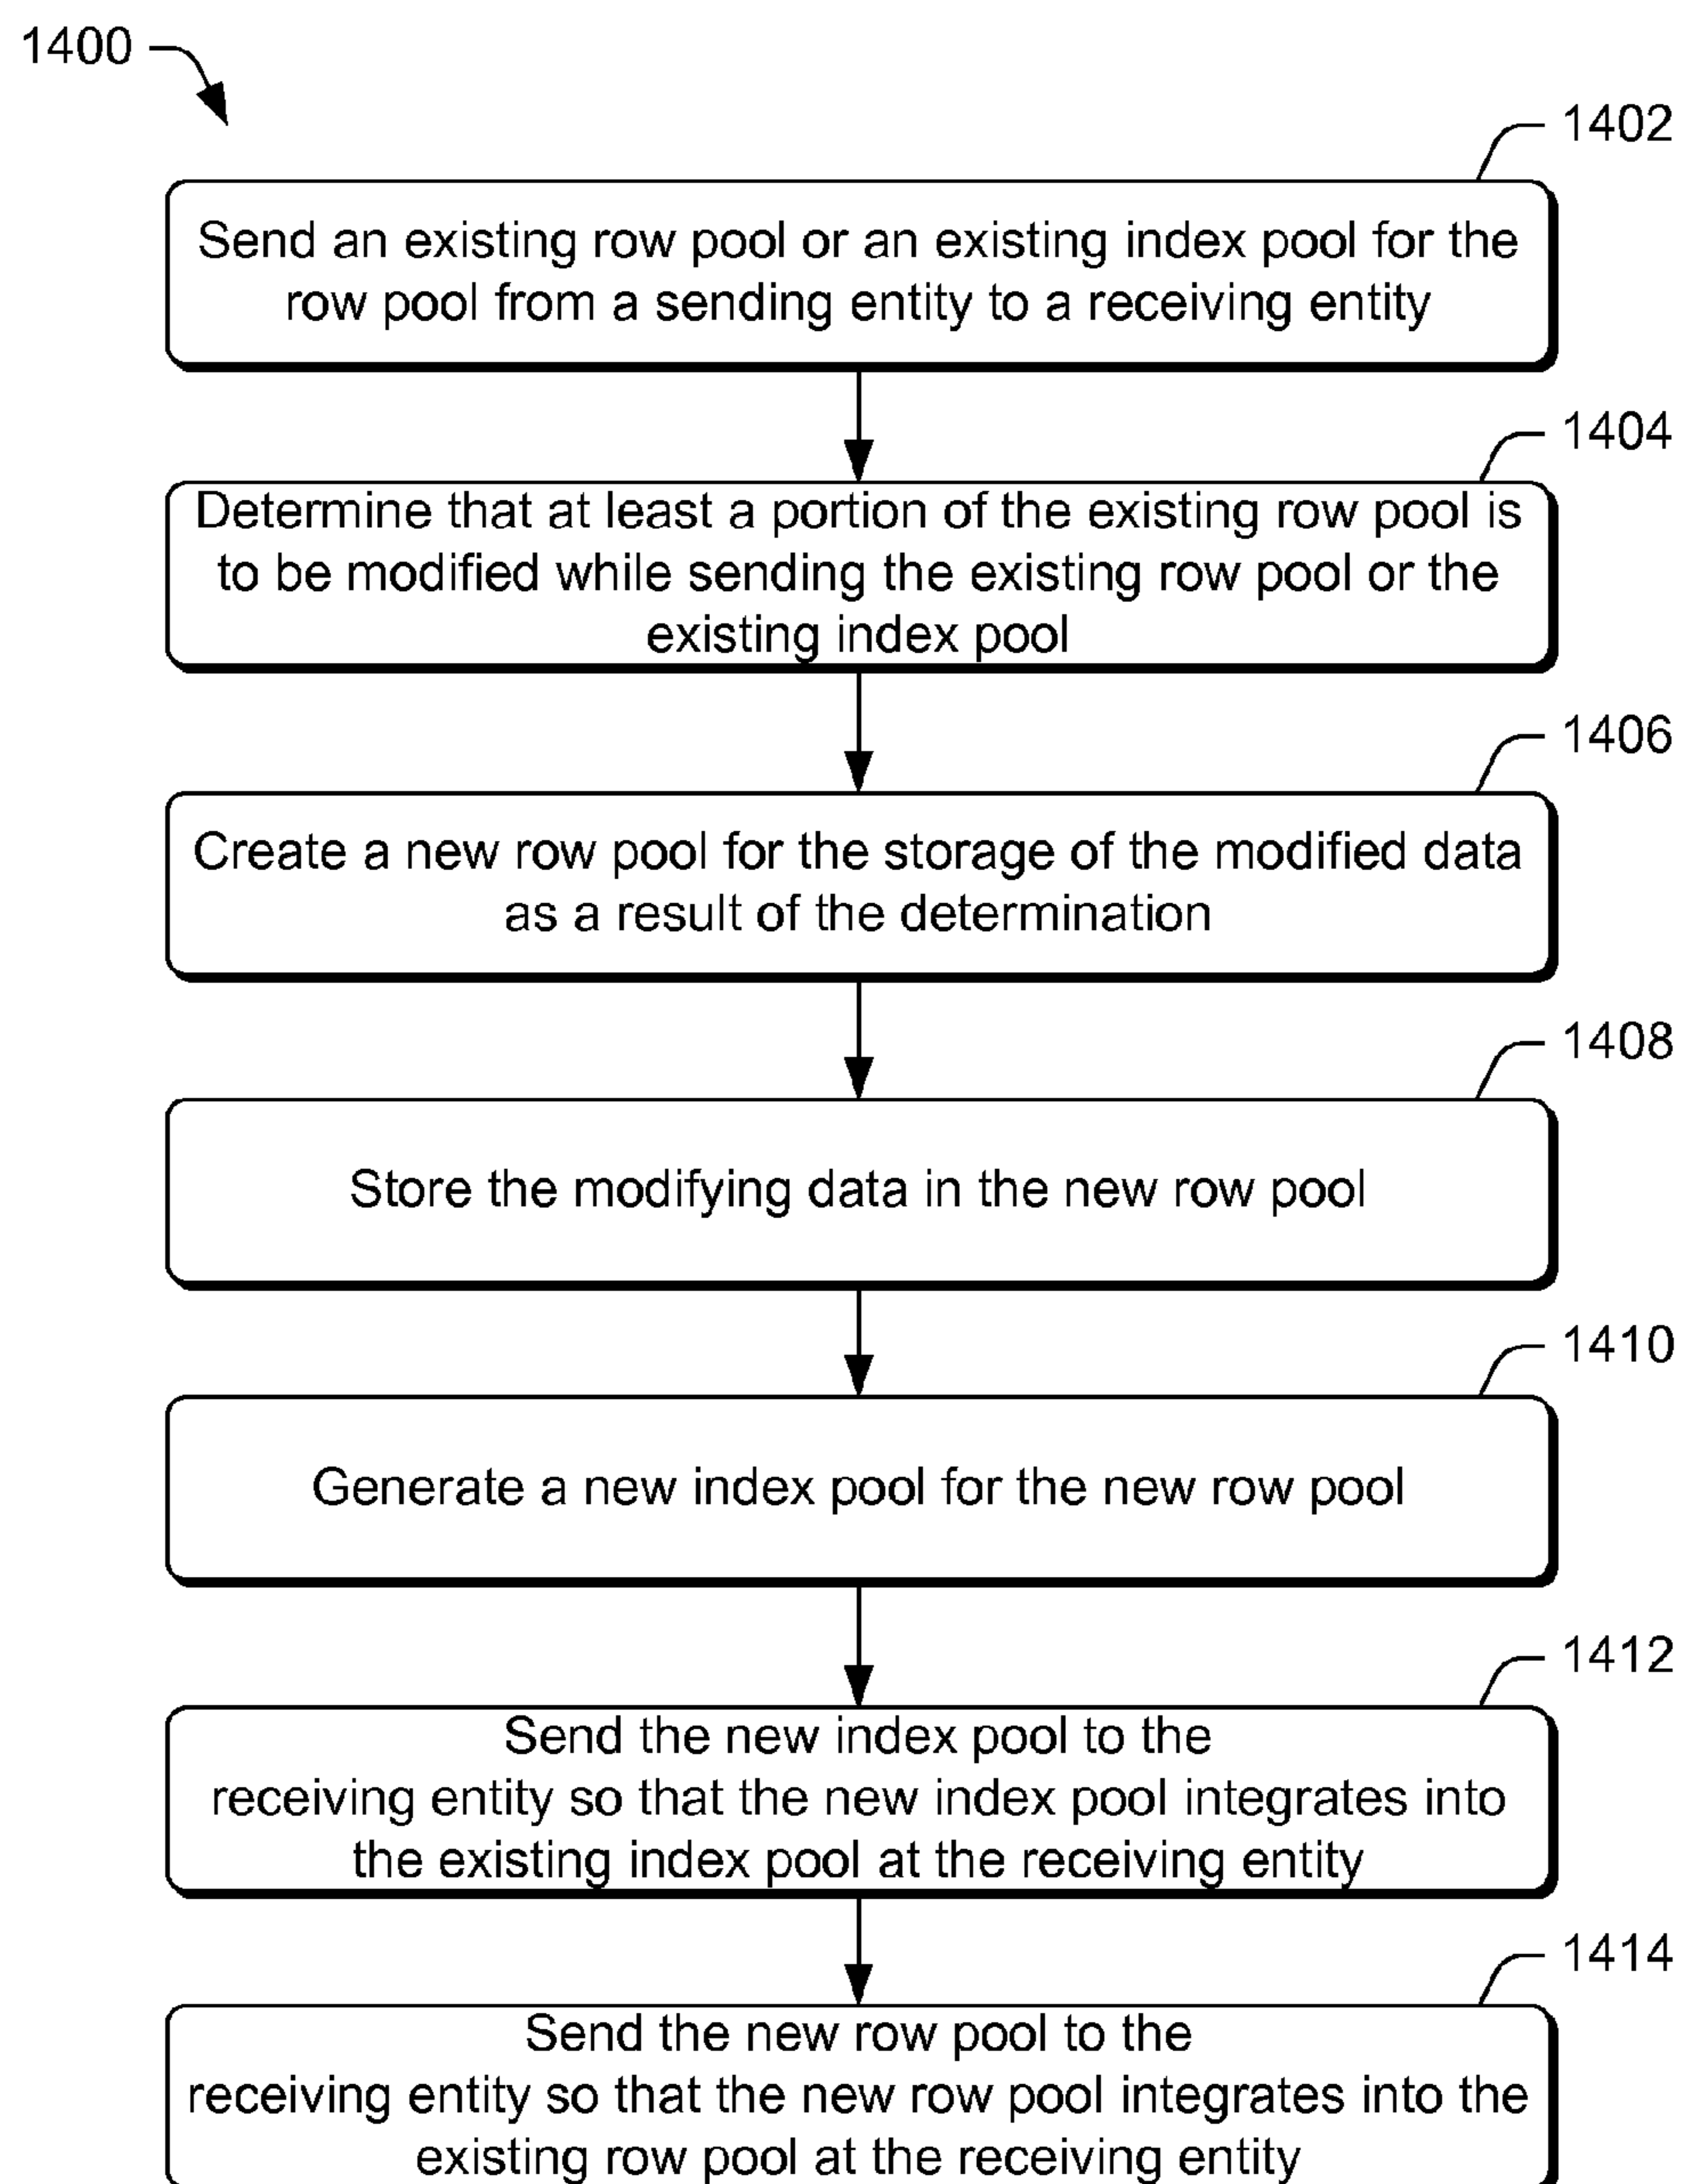 1400
1402
Send an existing row pool or an existing index pool for the
row pool from a sending entity to a receiving entity
1404
Determine that at least a portion of the existing row pool is
to be modified while sending the existing row pool or the
existing index pool
1406
Create a new row pool for the storage of the modified data
as a result of the determination
1408
Store the modifying data in the new row pool
1410
Generate a new index pool for the new row pool
1412
Send the new index pool to the
receiving entity so that the new index pool integrates into
the existing index pool at the receiving entity
1414
Send the new row pool to the
receiving entity so that the new row pool integrates into the
existing row pool at the receiving entity